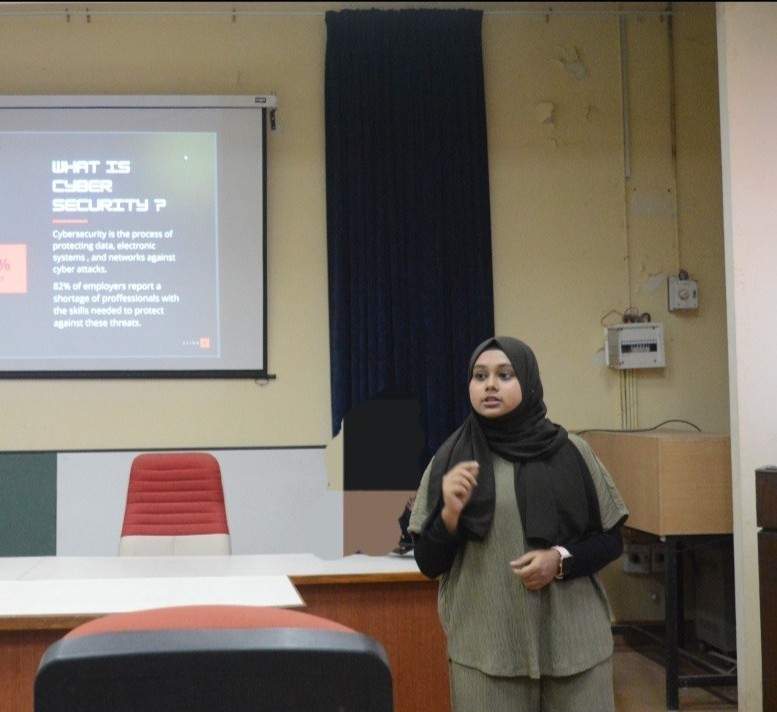 WHAT IS
CYBER
SECURITY ?
Cybersecurity is the process of
protecting data, electronic
systems , and networks against
cyber attacks.
%
82% of employers report a
shortage of proffessionals with
the skills needed to protect
against these threats.